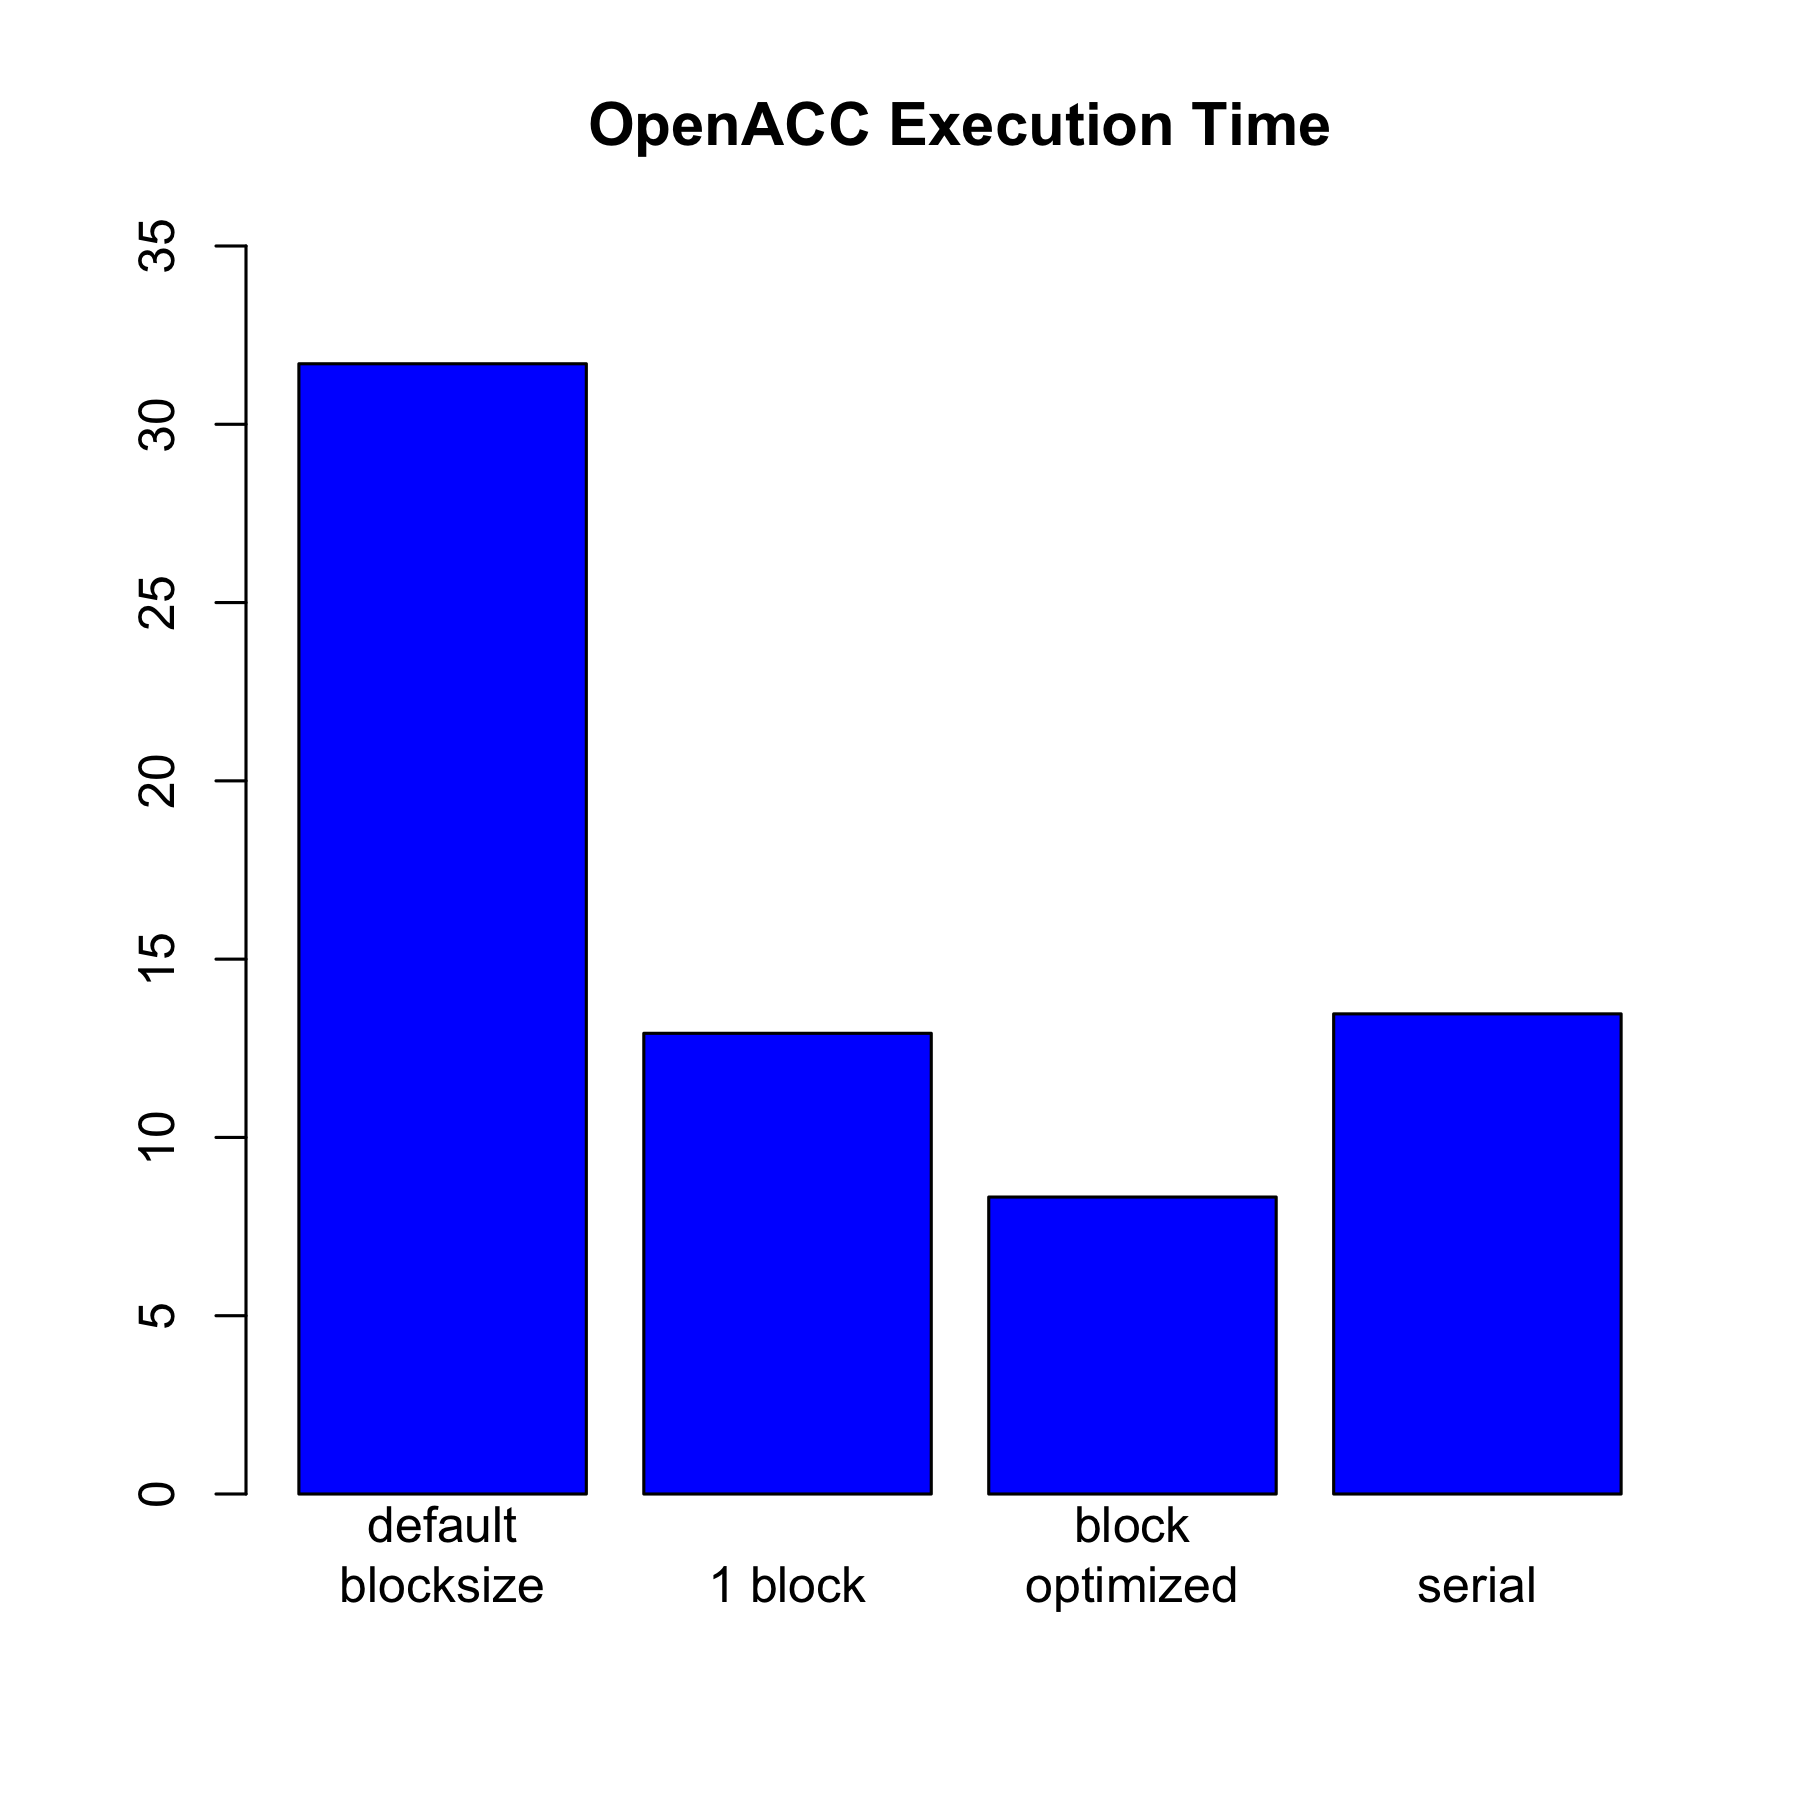 OpenACC Execution Time
35
30
25
20
15
10
5
0
default
blocksize
1 block
block
optimized
serial